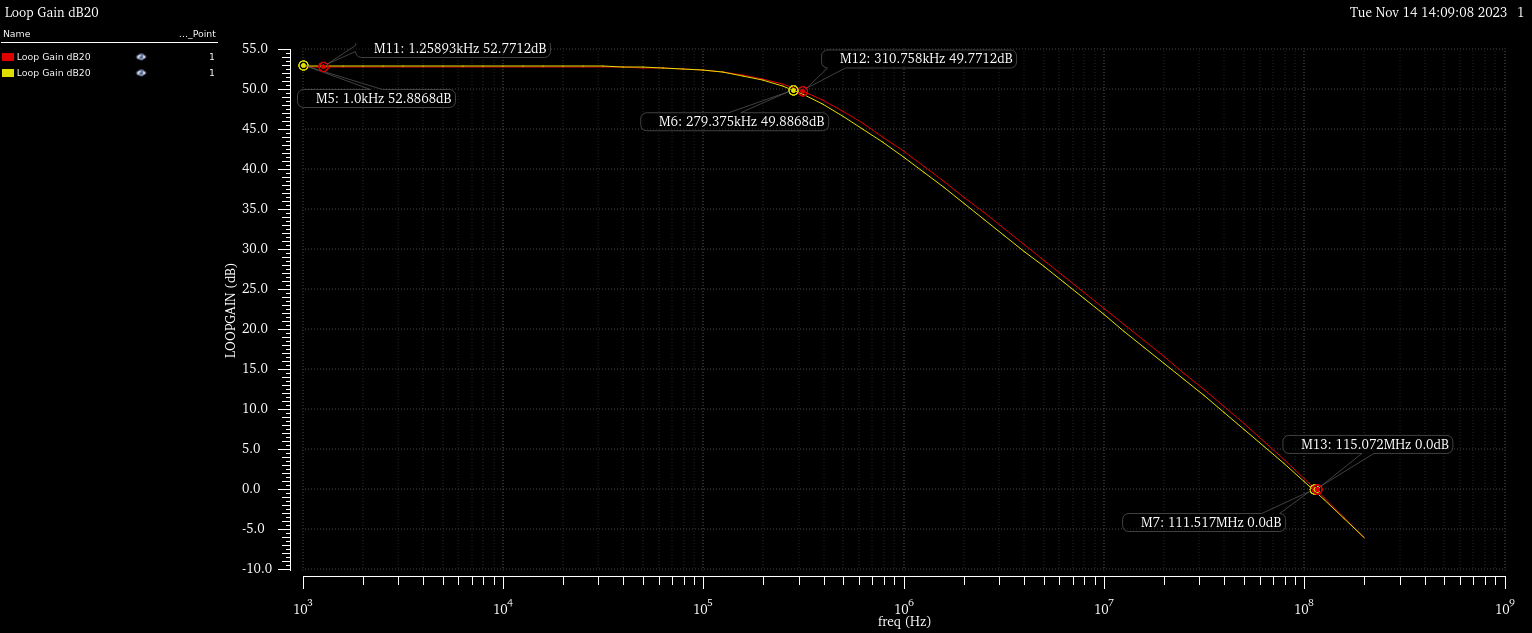 Loop Gain dB20
Tue Nov 14 14:09:08 2023 1
Name ..._Point
Loop Gain dB20 1
Loop Gain dB20 1
M11: 1.25893kHz 52.7712dB
M12: 310.758kHz 49.7712dB
M5: 1.0kHz 52.8868dB
M6: 279.375kHz 49.8868dB
M13: 115.072MHz 0.0dB
M7: 111.517MHz 0.0dB
LOOPGAIN (dB)
55.0
50.0
45.0
40.0
35.0
30.0
25.0
20.0
15.0
10.0
5.0
0.0
-5.0
-10.0
10³ 10⁴ 10⁵ 10⁶ 10⁷ 10⁸ 10⁹
freq (Hz)